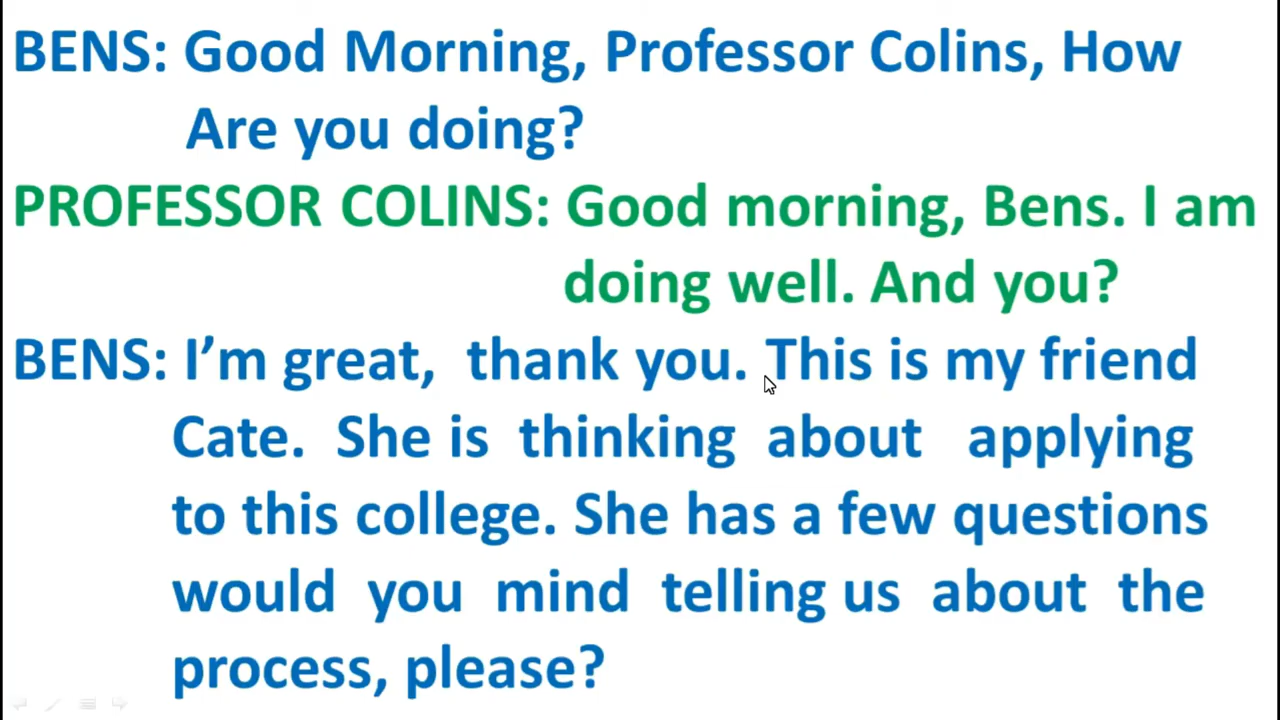 BENS: Good Morning, Professor Colins, How
Are you doing?
PROFESSOR COLINS: Good morning, Bens. I am
doing well. And you?
BENS: I’m great, thank you. This is my friend
Cate. She is thinking about applying
to this college. She has a few questions
would you mind telling us about the
process, please?